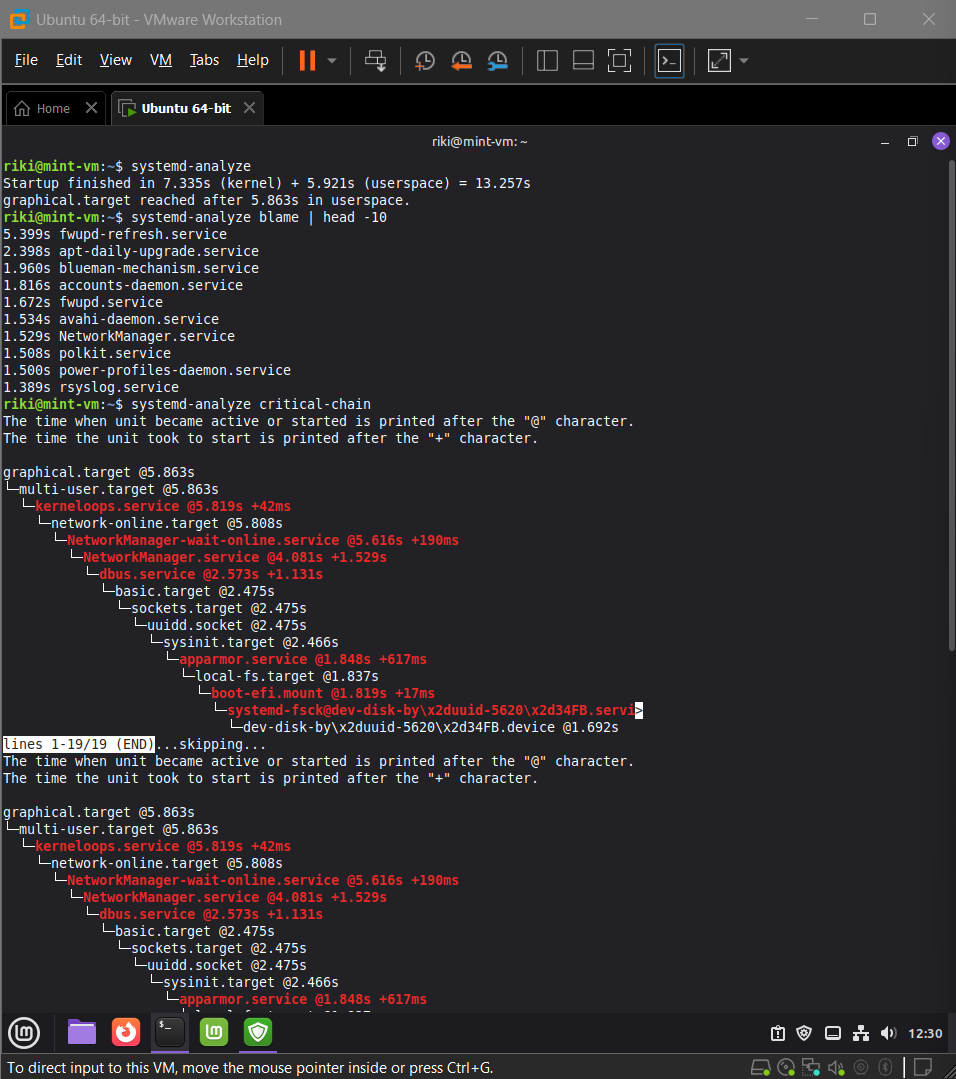 Ubuntu 64-bit - VMware Workstation
File Edit View VM Tabs Help
Home Ubuntu 64-bit
riki@mint-vm: ~
riki@mint-vm:~$ systemd-analyze
Startup finished in 7.335s (kernel) + 5.921s (userspace) = 13.257s
graphical.target reached after 5.863s in userspace.
riki@mint-vm:~$ systemd-analyze blame | head -10
5.399s fwupd-refresh.service
2.398s apt-daily-upgrade.service
1.960s blueman-mechanism.service
1.816s accounts-daemon.service
1.672s fwupd.service
1.534s avahi-daemon.service
1.529s NetworkManager.service
1.508s polkit.service
1.500s power-profiles-daemon.service
1.389s rsyslog.service
riki@mint-vm:~$ systemd-analyze critical-chain
The time when unit became active or started is printed after the "@" character.
The time the unit took to start is printed after the "+" character.
graphical.target @5.863s
└─multi-user.target @5.863s
└─kerneloops.service @5.819s +42ms
└─network-online.target @5.808s
└─NetworkManager-wait-online.service @5.616s +190ms
└─NetworkManager.service @4.081s +1.529s
└─dbus.service @2.573s +1.131s
└─basic.target @2.475s
└─sockets.target @2.475s
└─uuidd.socket @2.475s
└─sysinit.target @2.466s
└─apparmor.service @1.848s +617ms
└─local-fs.target @1.837s
└─boot-efi.mount @1.819s +17ms
└─systemd-fsck@dev-disk-by\x2duuid-5620\x2d34FB.servi>
└─dev-disk-by\x2duuid-5620\x2d34FB.device @1.692s
lines 1-19/19 (END)...skipping...
The time when unit became active or started is printed after the "@" character.
The time the unit took to start is printed after the "+" character.
graphical.target @5.863s
└─multi-user.target @5.863s
└─kerneloops.service @5.819s +42ms
└─network-online.target @5.808s
└─NetworkManager-wait-online.service @5.616s +190ms
└─NetworkManager.service @4.081s +1.529s
└─dbus.service @2.573s +1.131s
└─basic.target @2.475s
└─sockets.target @2.475s
└─uuidd.socket @2.475s
└─sysinit.target @2.466s
└─apparmor.service @1.848s +617ms
12:30
To direct input to this VM, move the mouse pointer inside or press Ctrl+G.